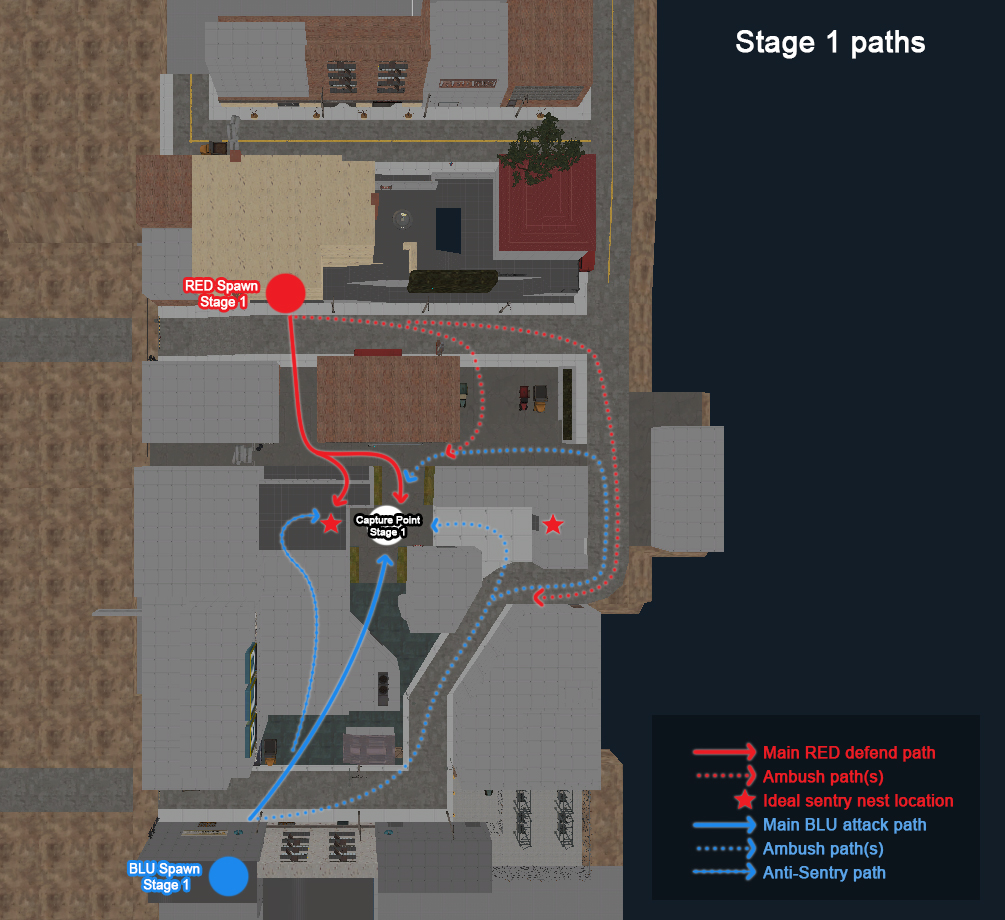 Stage 1 paths
RED Spawn
Stage 1
Capture Point
Stage 1
BLU Spawn
Stage 1
Main RED defend path
Ambush path(s)
Ideal sentry nest location
Main BLU attack path
Ambush path(s)
Anti-Sentry path